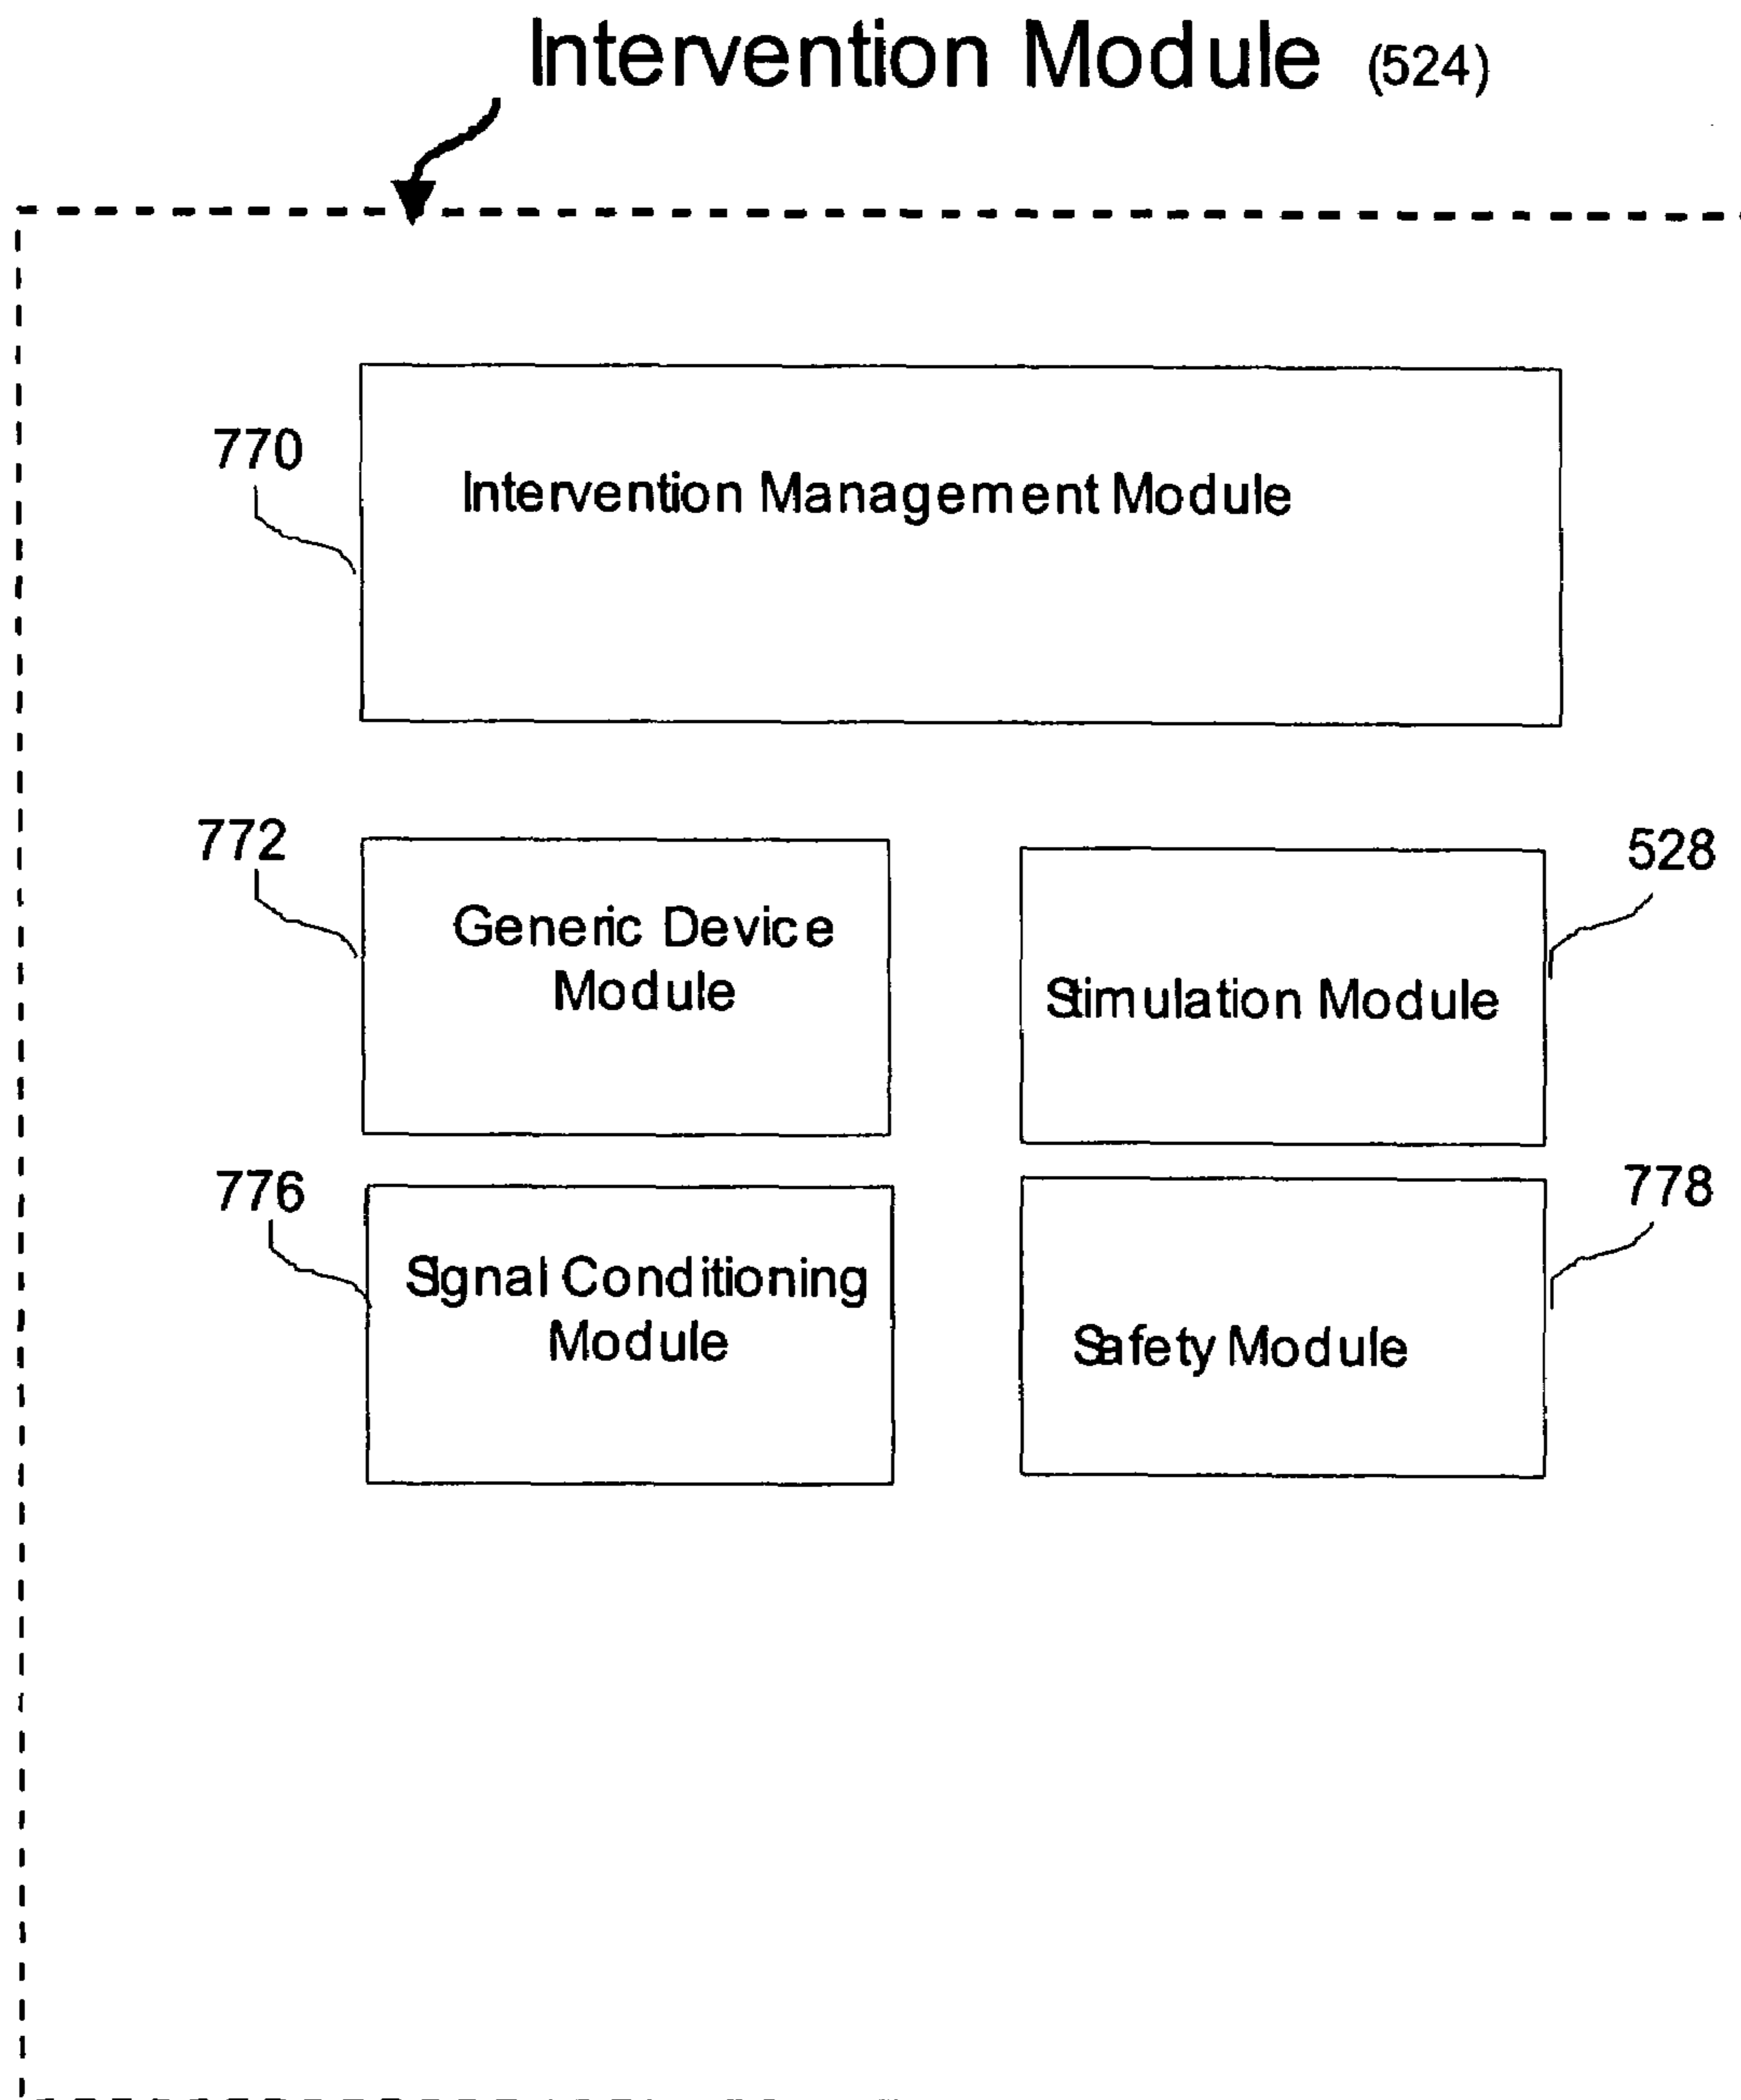 Intervention Module (524)
770
Intervention Management Module
772
Generic Device
Module
528
Stimulation Module
776
Signal Conditioning
Module
778
Safety Module